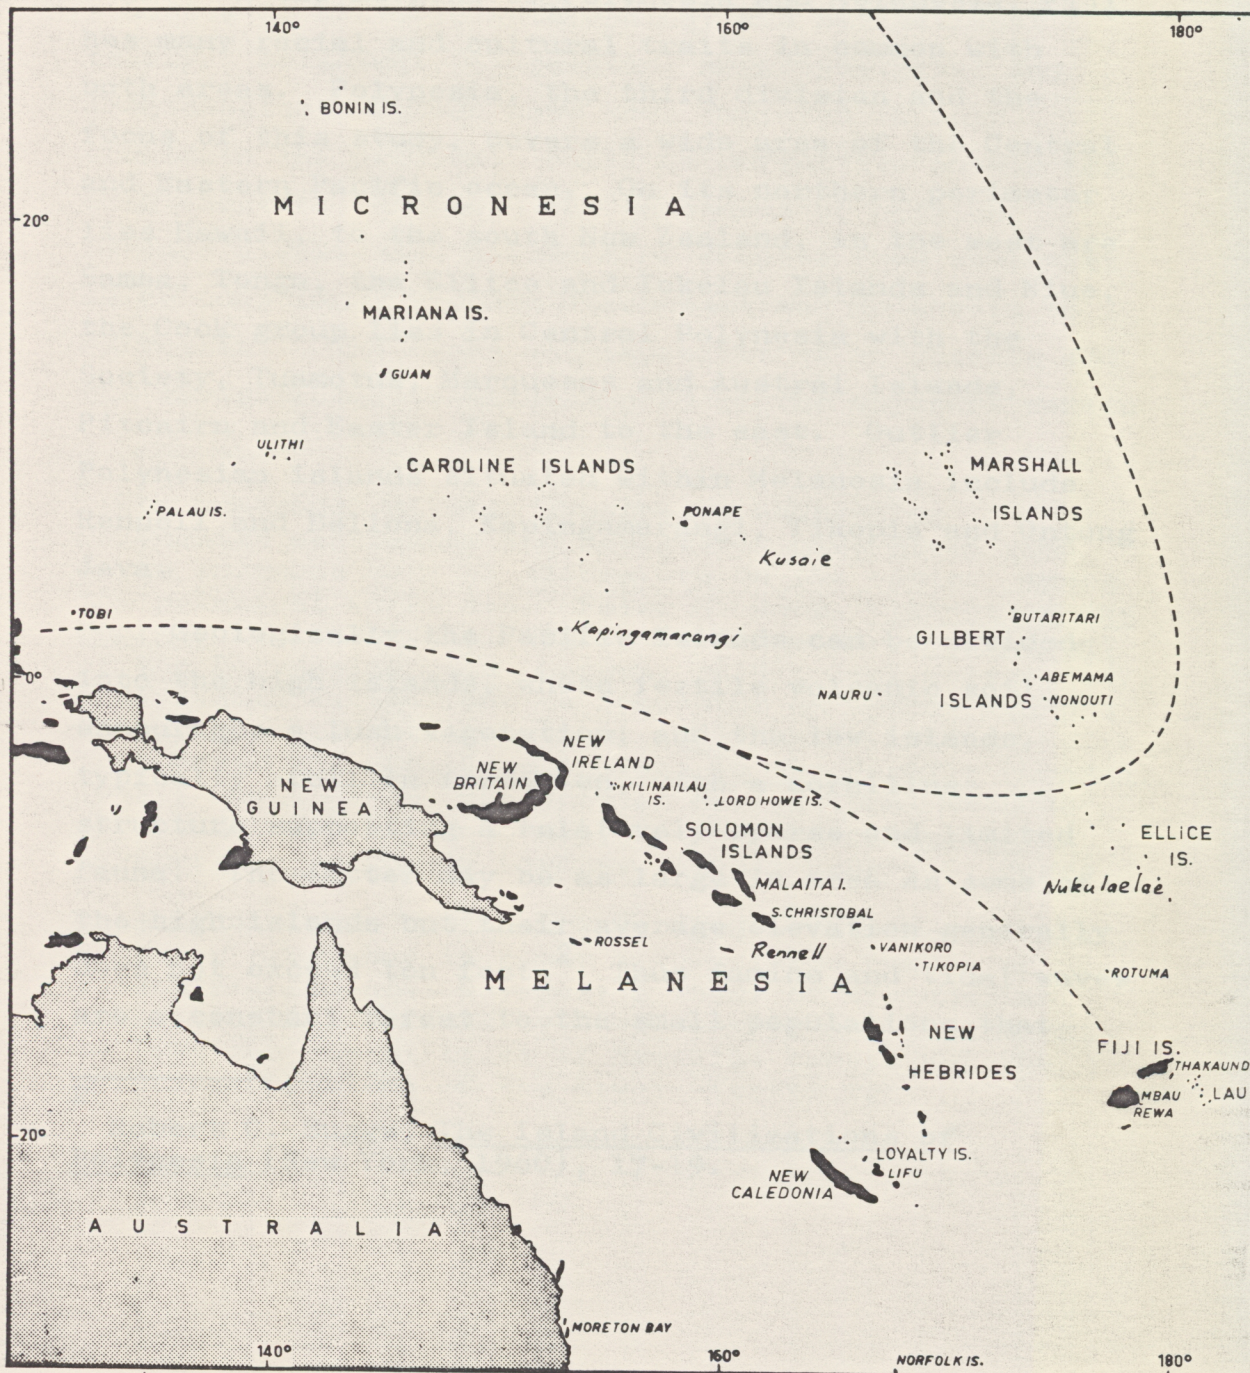 140°
160°
180°
BONIN IS.
MICRONESIA
20°
MARIANA IS.
GUAM
ULITHI
CAROLINE ISLANDS
MARSHALL
ISLANDS
PALAU IS.
PONAPE
Kusaie
TOBI
Kapingamarangi
BUTARITARI
GILBERT
ISLANDS
ABEMAMA
NONOUTI
0°
NAURU
NEW
IRELAND
NEW
BRITAIN
NEW
GUINEA
KILINAILAU
IS.
LORD HOWE IS.
SOLOMON
ISLANDS
ELLICE
IS.
MALAITA I.
Nukulaelae
S.CHRISTOBAL
ROSSEL
Rennell
VANIKORO
TIKOPIA
ROTUMA
MELANESIA
NEW
HEBRIDES
FIJI IS.
THAKAUND
MBAU
REWA
LAU
20°
LOYALTY IS.
LIFU
NEW
CALEDONIA
AUSTRALIA
MORETON BAY
140°
160°
NORFOLK IS.
180°